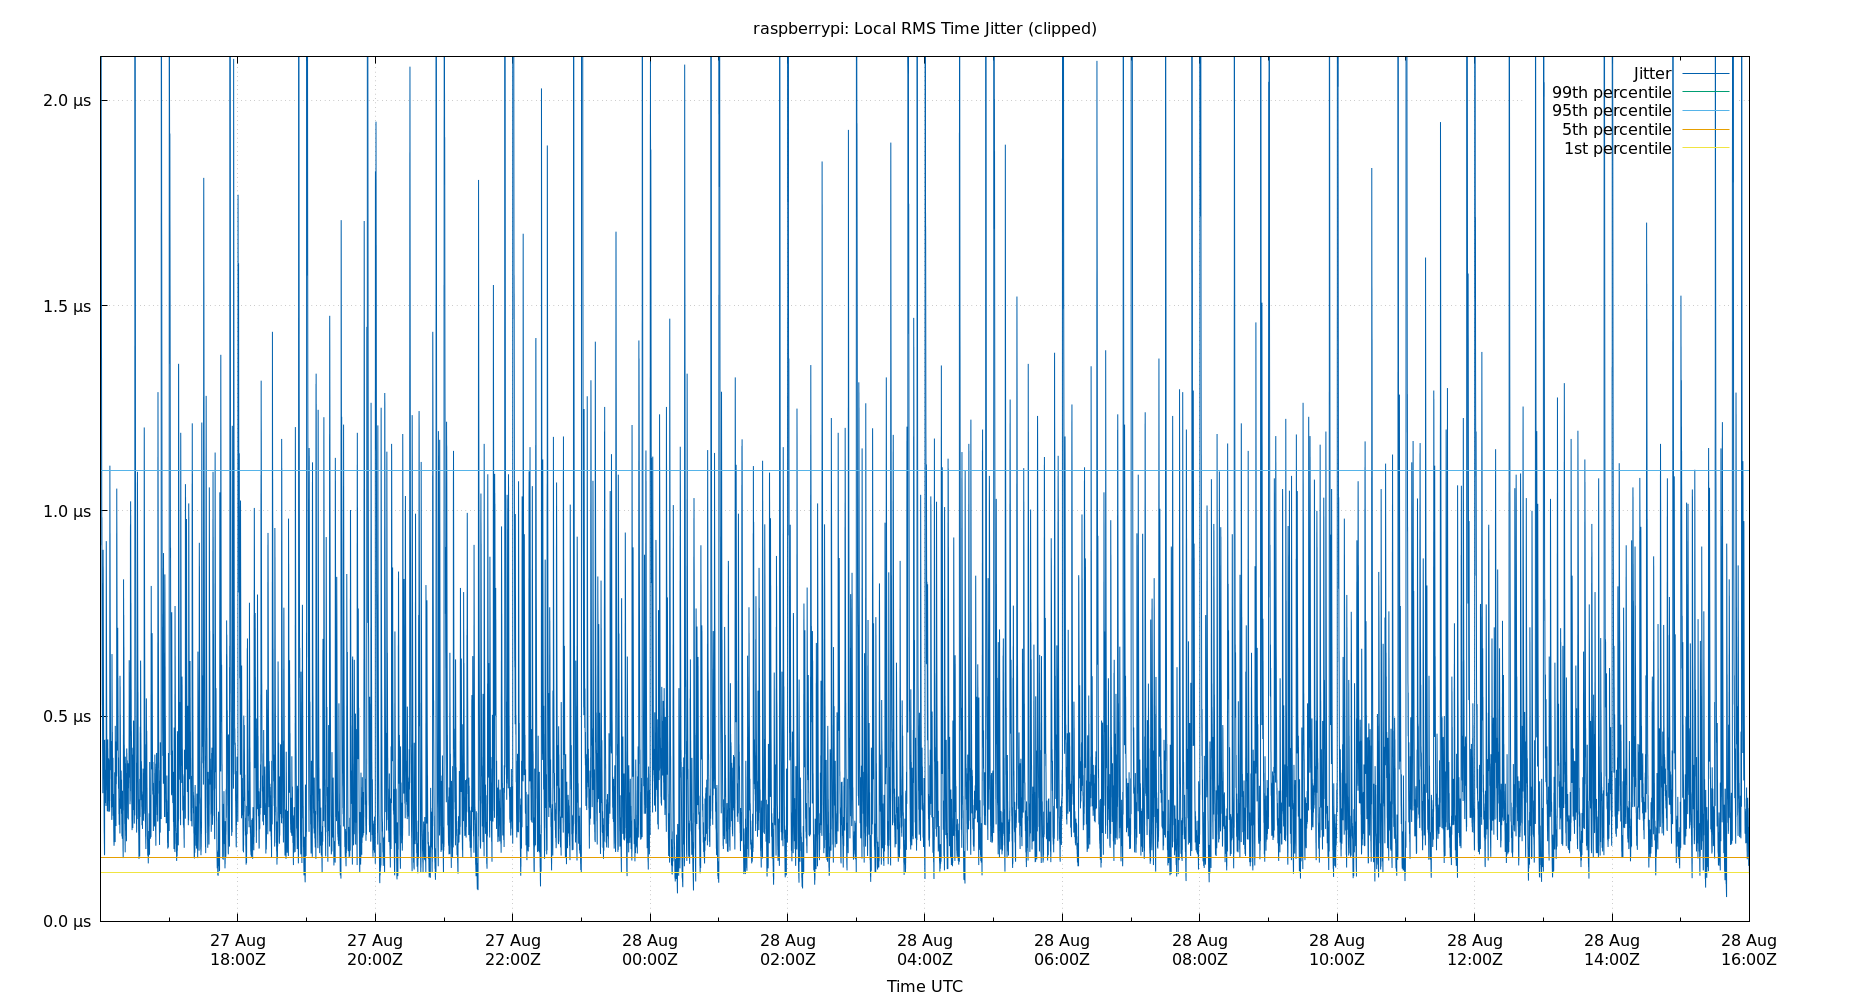 raspberrypi: Local RMS Time Jitter (clipped)
Jitter
99th percentile
95th percentile
5th percentile
1st percentile
2.0 µs
1.5 µs
1.0 µs
0.5 µs
0.0 µs
27 Aug 27 Aug 27 Aug 28 Aug 28 Aug 28 Aug 28 Aug 28 Aug 28 Aug 28 Aug 28 Aug 28 Aug
18:00Z 20:00Z 22:00Z 00:00Z 02:00Z 04:00Z 06:00Z 08:00Z 10:00Z 12:00Z 14:00Z 16:00Z
Time UTC